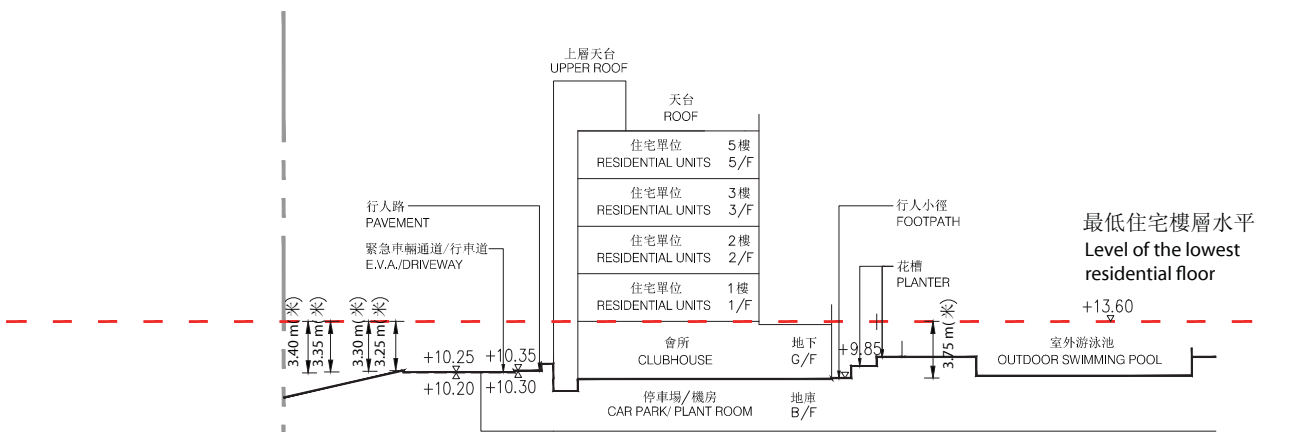 上層天台
UPPER ROOF
天台
ROOF
住宅單位 5樓
RESIDENTIAL UNITS 5/F
住宅單位 3樓
RESIDENTIAL UNITS 3/F
住宅單位 2樓
RESIDENTIAL UNITS 2/F
住宅單位 1樓
RESIDENTIAL UNITS 1/F
會所 地下
CLUBHOUSE G/F
停車場/機房 地庫
CAR PARK/ PLANT ROOM B/F
行人路
PAVEMENT
緊急車輛通道/行車道
E.V.A./DRIVEWAY
3.40 m(米)
3.35 m(米)
3.30 m(米)
3.25 m(米)
+10.25 +10.35
+10.20 +10.30
行人小徑
FOOTPATH
花槽
PLANTER
+9.85
3.75 m(米)
最低住宅樓層水平
Level of the lowest
residential floor
+13.60
室外游泳池
OUTDOOR SWIMMING POOL